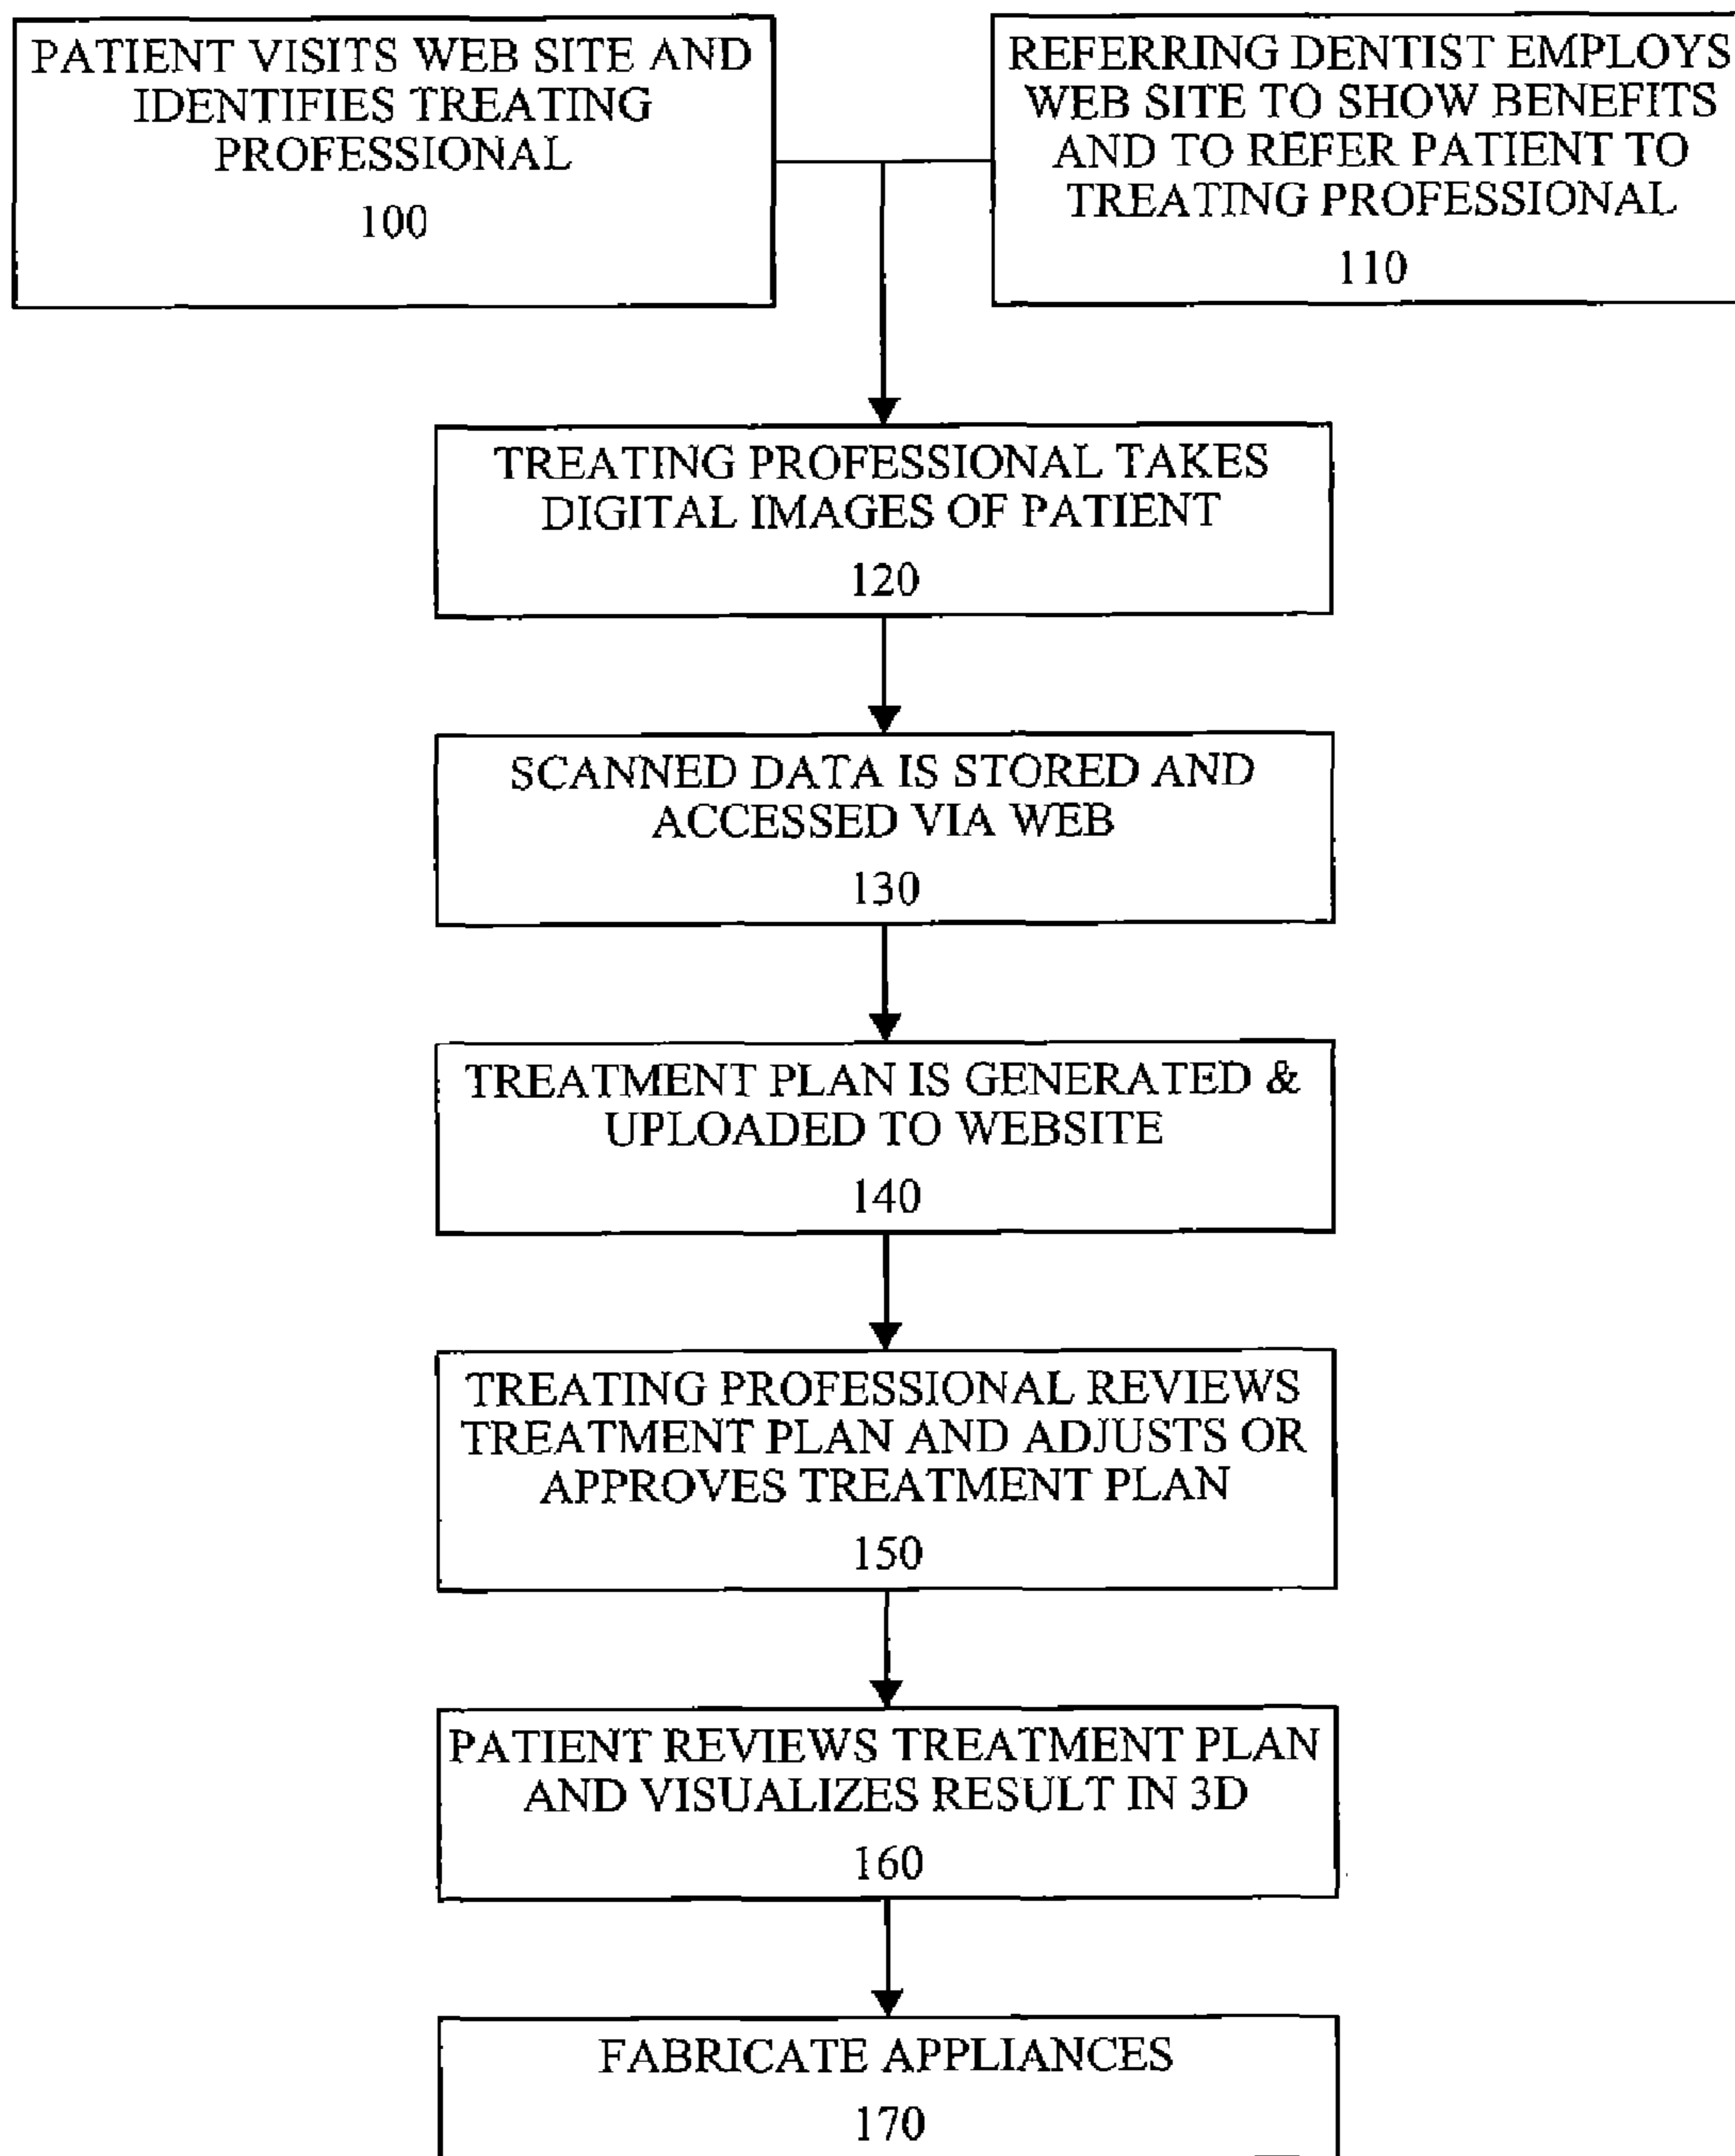 PATIENT VISITS WEB SITE AND
IDENTIFIES TREATING
PROFESSIONAL
100
REFERRING DENTIST EMPLOYS
WEB SITE TO SHOW BENEFITS
AND TO REFER PATIENT TO
TREATING PROFESSIONAL
110
TREATING PROFESSIONAL TAKES
DIGITAL IMAGES OF PATIENT
120
SCANNED DATA IS STORED AND
ACCESSED VIA WEB
130
TREATMENT PLAN IS GENERATED &
UPLOADED TO WEBSITE
140
TREATING PROFESSIONAL REVIEWS
TREATMENT PLAN AND ADJUSTS OR
APPROVES TREATMENT PLAN
150
PATIENT REVIEWS TREATMENT PLAN
AND VISUALIZES RESULT IN 3D
160
FABRICATE APPLIANCES
170